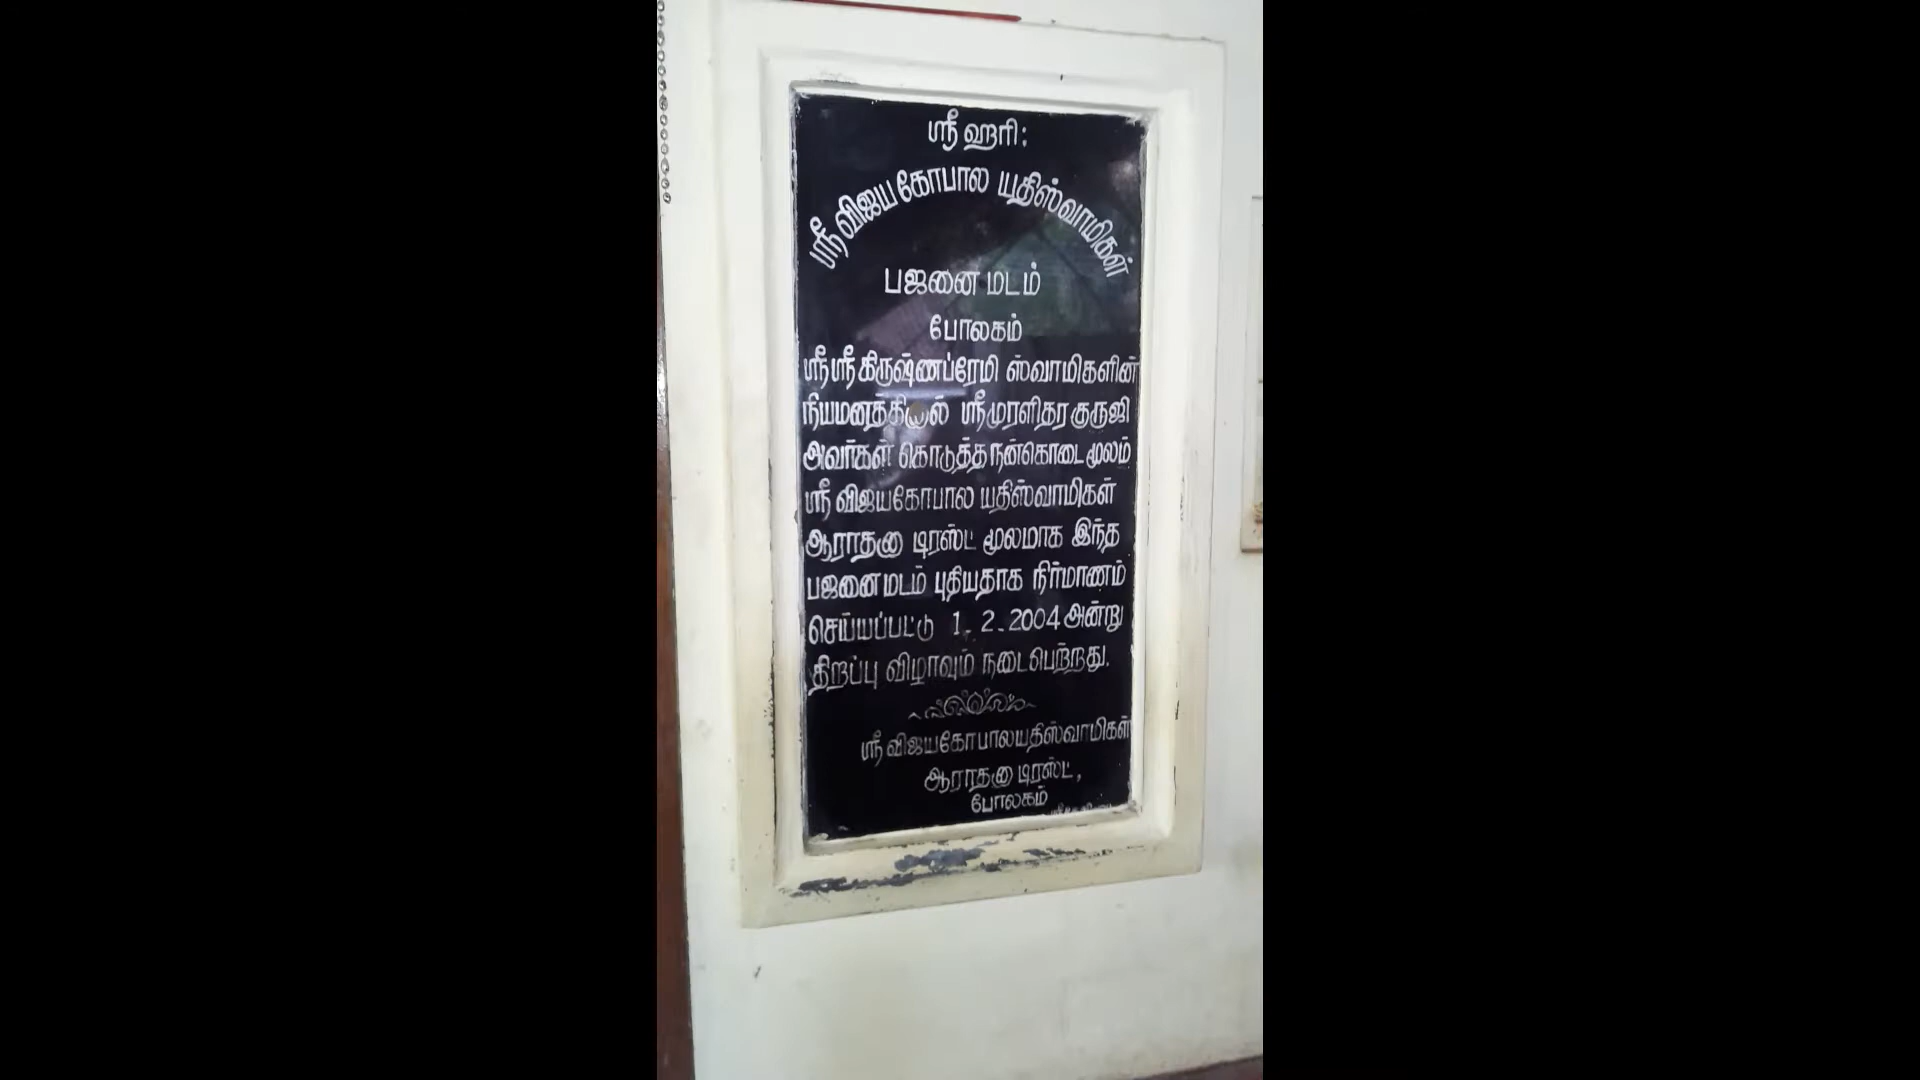 ஸ்ரீ ஹரி:
ஸ்ரீ விஜயகோபால யதிஸ்வாமிகள்
பஜனை மடம்
போலகம்
ஸ்ரீஸ்ரீ கிருஷ்ணப்ரேமி ஸ்வாமிகளின்
நியமனத்தினால் ஸ்ரீ முரளிதர குருஜி
அவர்கள் கொடுத்த நன்கொடை மூலம்
ஸ்ரீ விஜயகோபால யதிஸ்வாமிகள்
ஆராதனா டிரஸ்ட் மூலமாக இந்த
பஜனை மடம் புதியதாக நிர்மாணம்
செய்யப்பட்டு 1-2-2004 அன்று
திறப்பு விழாவும் நடைபெற்றது.
ஸ்ரீ விஜயகோபாலயதிஸ்வாமிகள்
ஆராதனா டிரஸ்ட்,
போலகம்